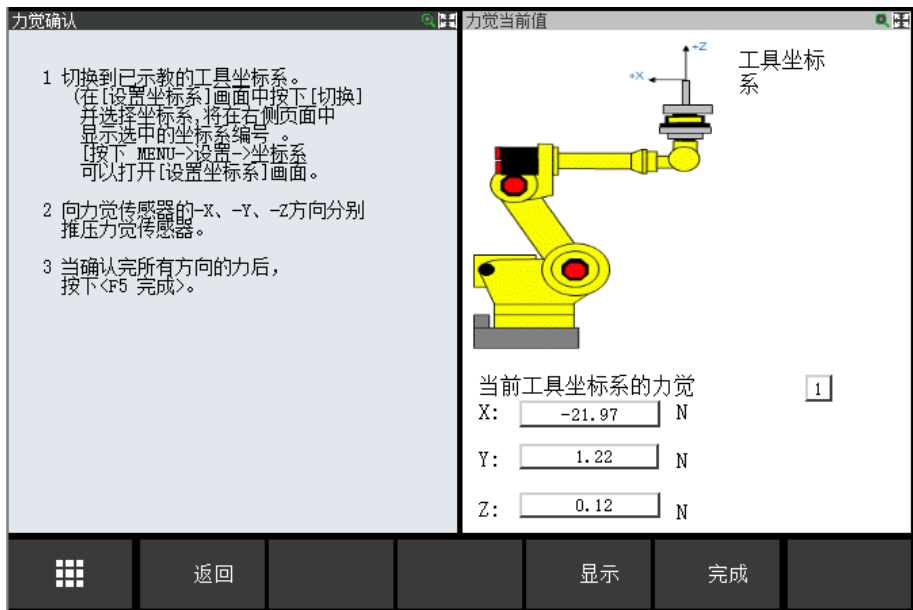 力觉确认
1 切换到已示教的工具坐标系。
(在[设置坐标系]画面中按下[切换]
并选择坐标系,将在右侧页面中
显示选中的坐标系编号 。
[按下 MENU->设置->坐标系
可以打开[设置坐标系]画面。
2 向力觉传感器的-X、-Y、-Z方向分别
推压力觉传感器。
3 当确认完所有方向的力后,
按下<F5 完成>。
力觉当前值
+Z
+X
工具坐标
系
当前工具坐标系的力觉 1
X: -21.97 N
Y: 1.22 N
Z: 0.12 N
返回 显示 完成